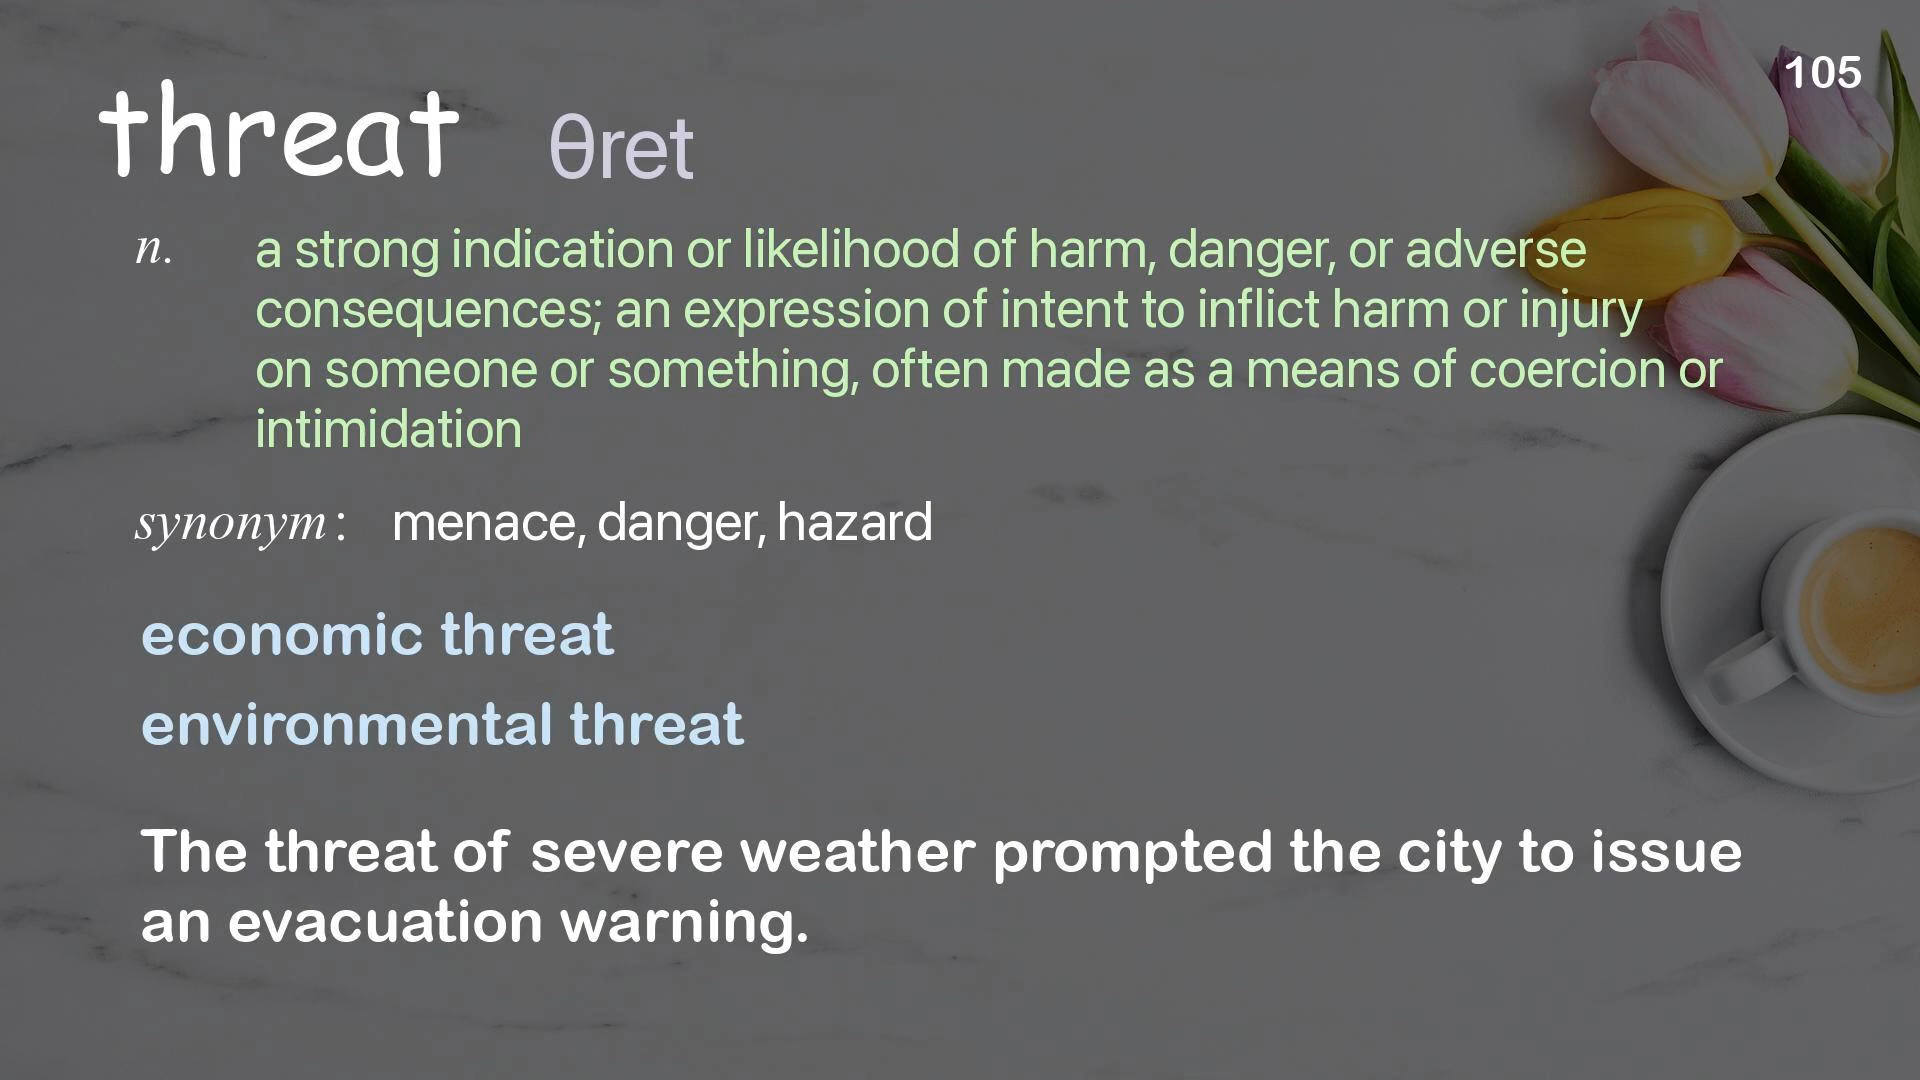 105
threat θret
n. a strong indication or likelihood of harm, danger, or adverse
consequences; an expression of intent to inflict harm or injury
on someone or something, often made as a means of coercion or
intimidation
synonym: menace, danger, hazard
economic threat
environmental threat
The threat of severe weather prompted the city to issue
an evacuation warning.